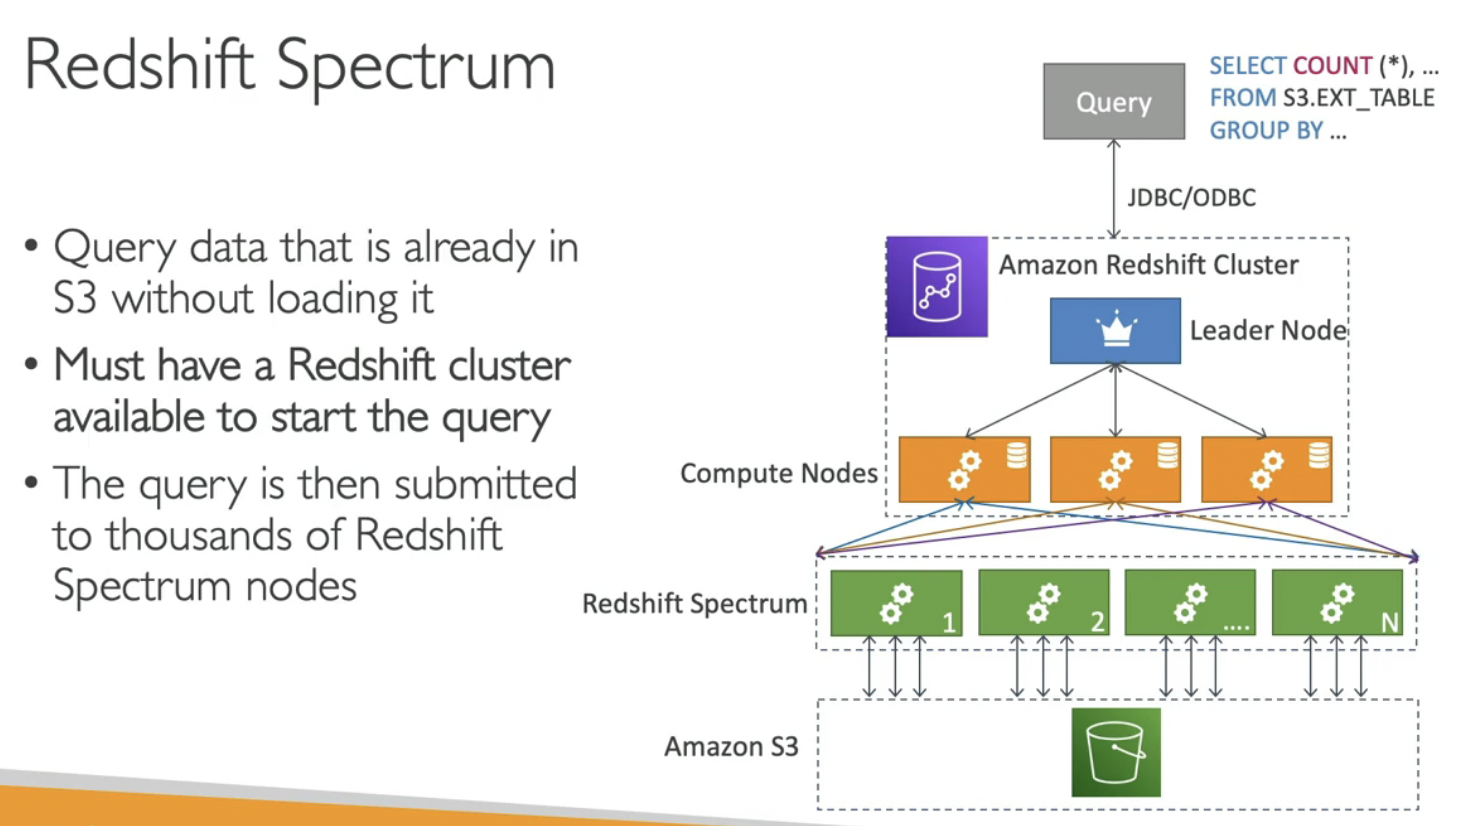 Redshift Spectrum
• Query data that is already in
S3 without loading it
• Must have a Redshift cluster
available to start the query
• The query is then submitted
to thousands of Redshift
Spectrum nodes
Query
SELECT COUNT (*), ...
FROM S3.EXT_TABLE
GROUP BY ...
JDBC/ODBC
Amazon Redshift Cluster
Leader Node
Compute Nodes
Redshift Spectrum
1
2
....
N
Amazon S3